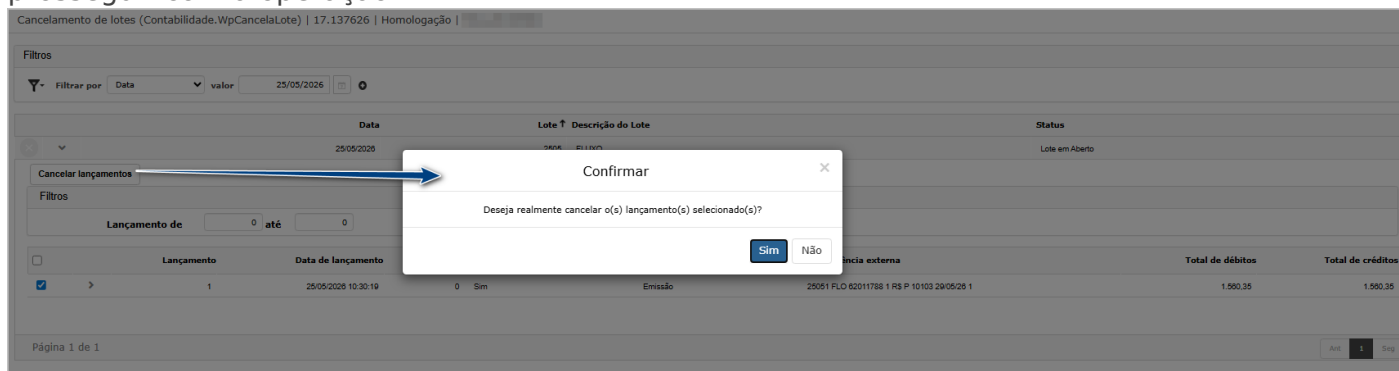 Cancelamento de lotes (Contabilidade.WpCancelaLote) | 17.137626 | Homologação |
Filtros
Filtrar por Data valor 25/05/2026
Data Lote Descrição do Lote Status
25/05/2026 2505 FLUXO Lote em Aberto
Cancelar lançamentos
Confirmar
Filtros
Deseja realmente cancelar o(s) lançamento(s) selecionado(s)?
Lançamento de 0 até 0
Sim Não
Lançamento Data de lançamento ência externa Total de débitos Total de créditos
1 25/05/2026 10:30:19 0 Sim Emissão 25051 FLO 62011788 1 R$ P 10103 29/05/26 1 1.560,35 1.560,35
Página 1 de 1
Ant 1 Seg